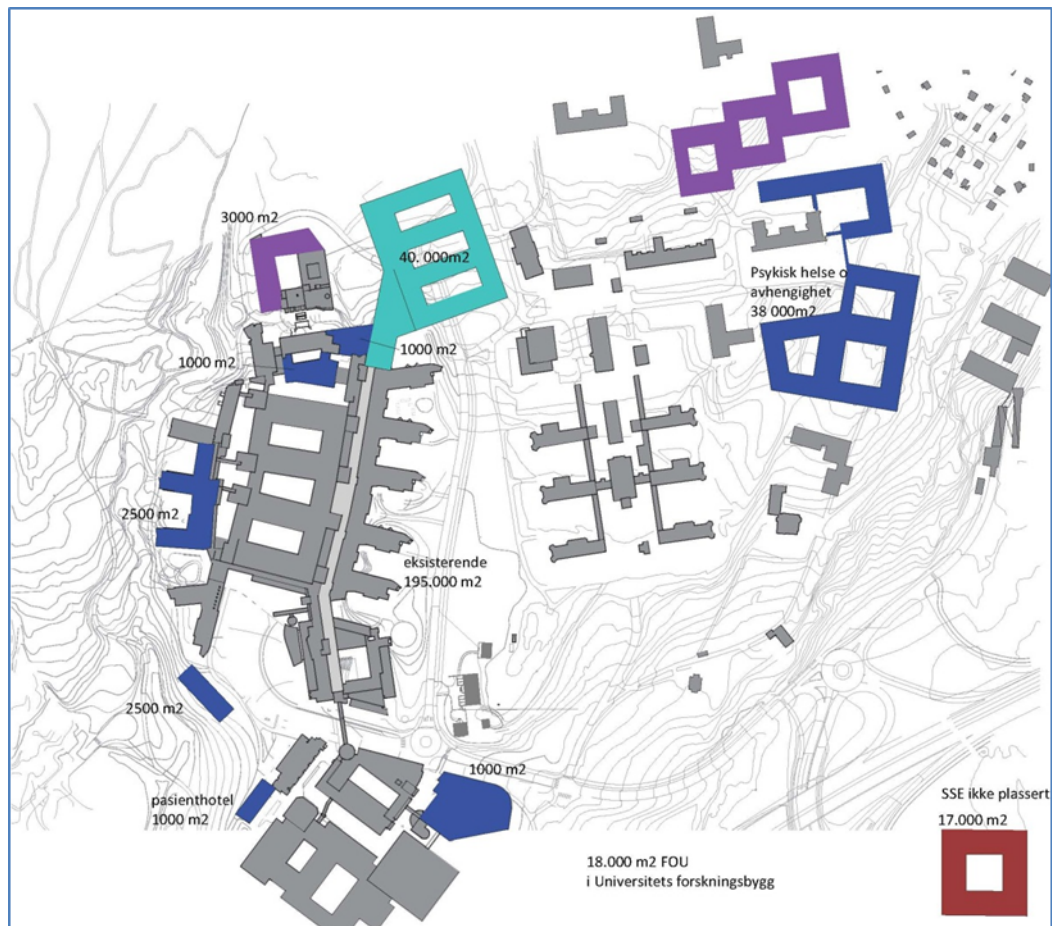 3000 m2
40. 000m2
Psykisk helse o
avhengighet
38 000m2
1000 m2
1000 m2
2500 m2
eksisterende
195.000 m2
2500 m2
1000 m2
pasienthotel
1000 m2
SSE ikke plassert
17.000 m2
18.000 m2 FOU
i Universitets forskningsbygg